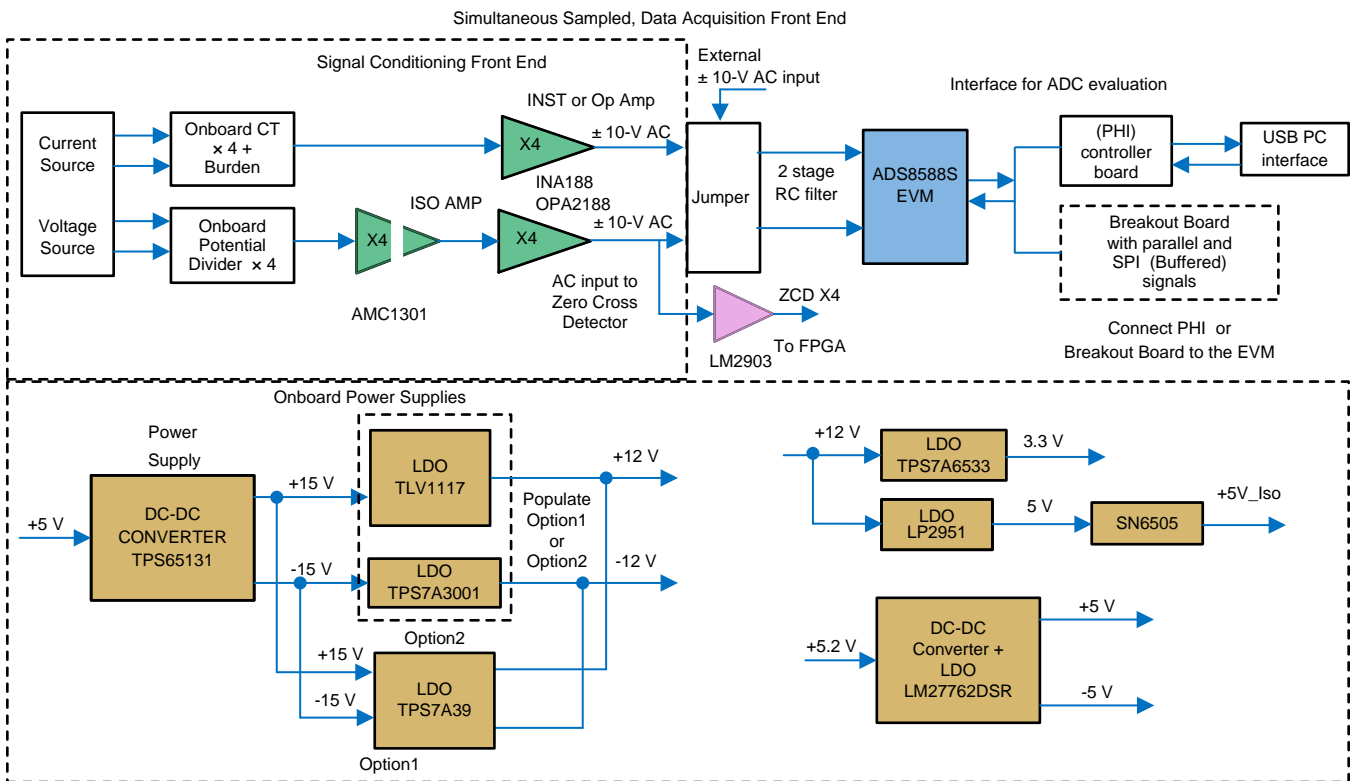 Simultaneous Sampled, Data Acquisition Front End
Signal Conditioning Front End
External
± 10-V AC input
Interface for ADC evaluation
INST or Op Amp
± 10-V AC
Current
Source
Voltage
Source
Onboard CT
× 4 +
Burden
X4
INA188
OPA2188
± 10-V AC
Onboard
Potential
Divider × 4
X4
ISO AMP
AMC1301
X4
AC input to
Zero Cross
Detector
Jumper
2 stage
RC filter
ADS8588S
EVM
(PHI)
controller
board
USB PC
interface
Breakout Board
with parallel and
SPI (Buffered)
signals
ZCD X4
To FPGA
LM2903
Connect PHI or
Breakout Board to the EVM
Onboard Power Supplies
Power
Supply
+5 V
DC-DC
CONVERTER
TPS65131
+15 V
-15 V
LDO
TLV1117
LDO
TPS7A3001
+12 V
Populate
Option1
or
Option2
-12 V
Option2
+15 V
-15 V
LDO
TPS7A39
Option1
+12 V
LDO
TPS7A6533
3.3 V
LDO
LP2951
5 V
SN6505
+5V_Iso
+5.2 V
DC-DC
Converter +
LDO
LM27762DSR
+5 V
-5 V